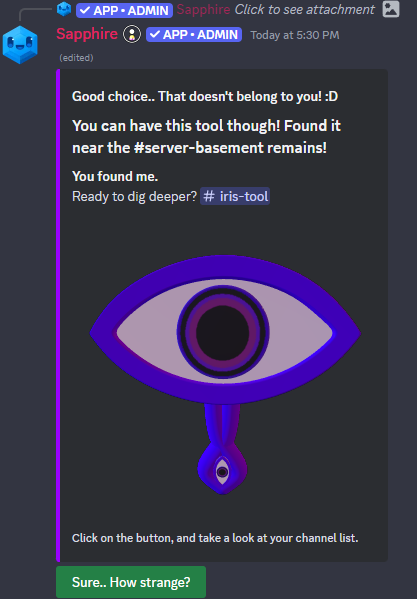 ✓ APP • ADMIN Sapphire Click to see attachment
Sapphire ✓ APP • ADMIN Today at 5:30 PM
(edited)
Good choice.. That doesn't belong to you! :D
You can have this tool though! Found it
near the #server-basement remains!
You found me.
Ready to dig deeper? # iris-tool
Click on the button, and take a look at your channel list.
Sure.. How strange?